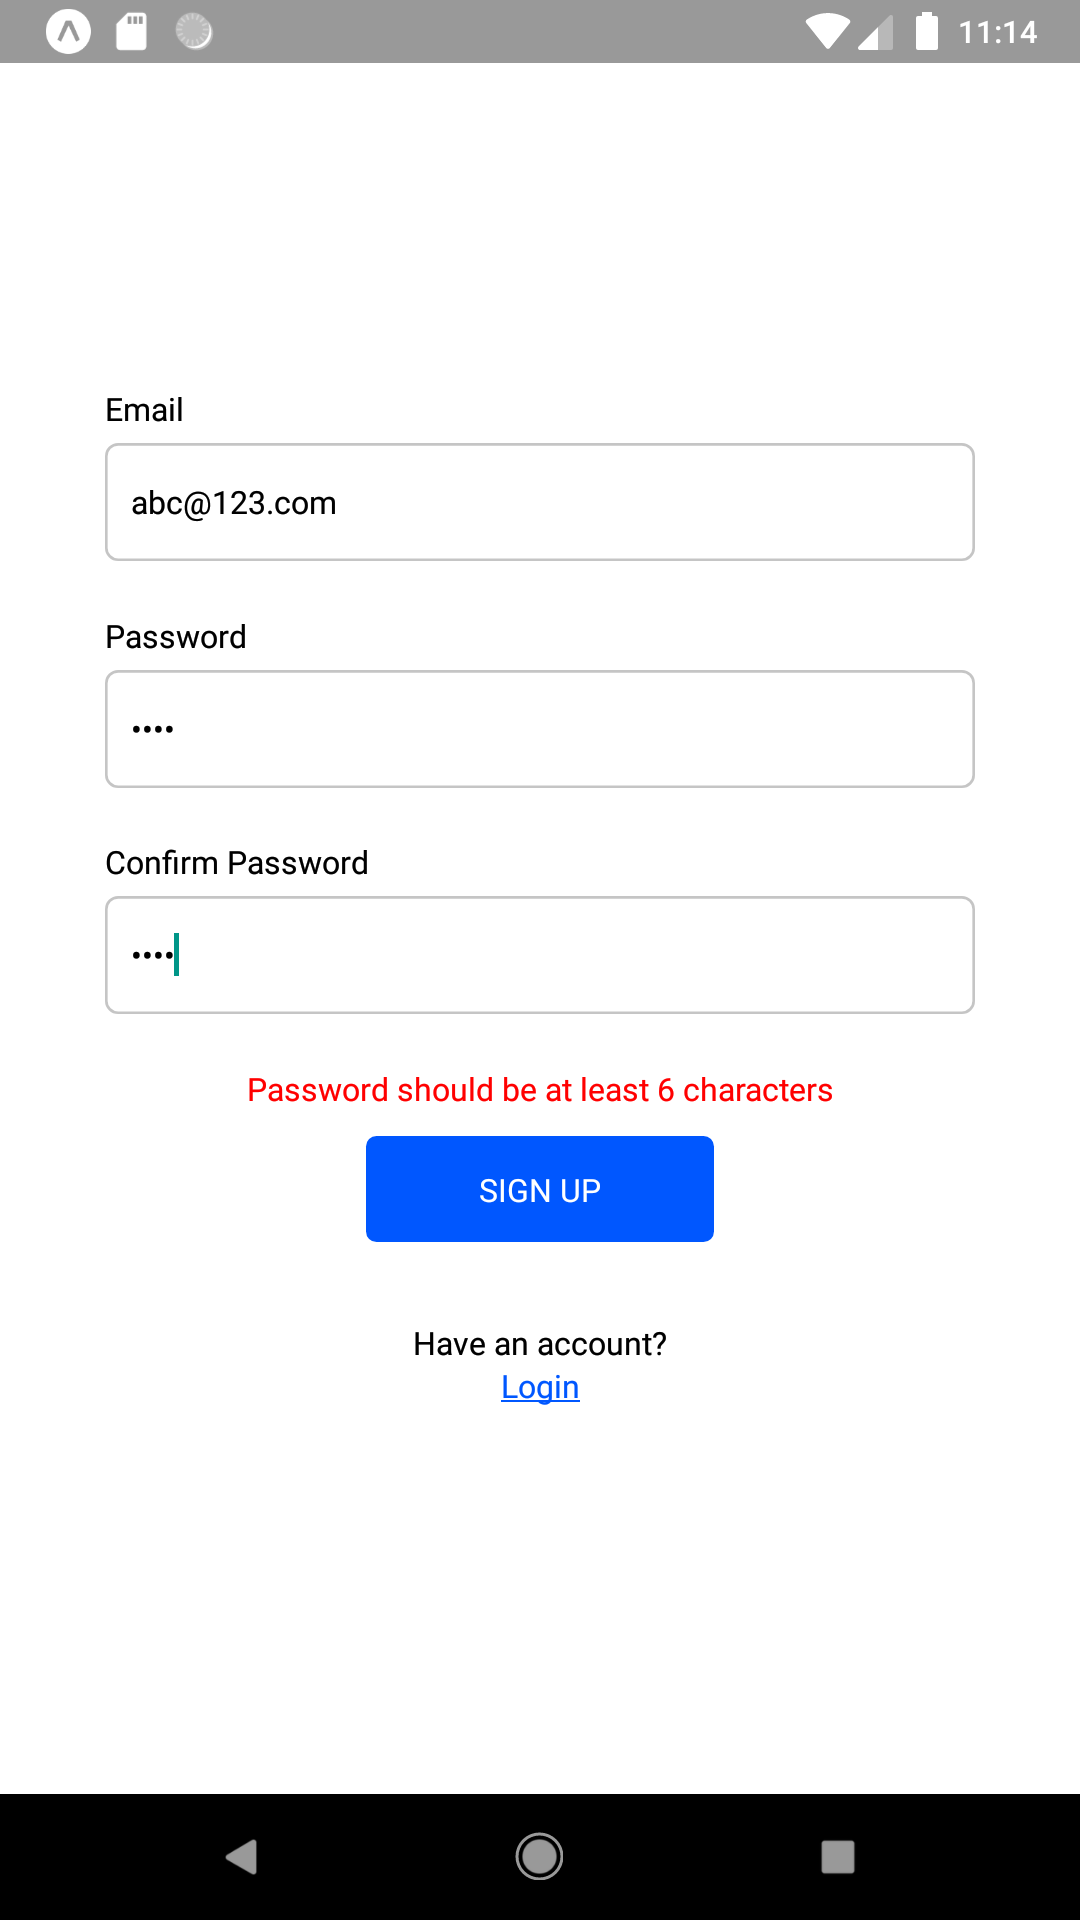 11:14
Email
abc@123.com
Password
••••
Confirm Password
••••
Password should be at least 6 characters
SIGN UP
Have an account?
Login